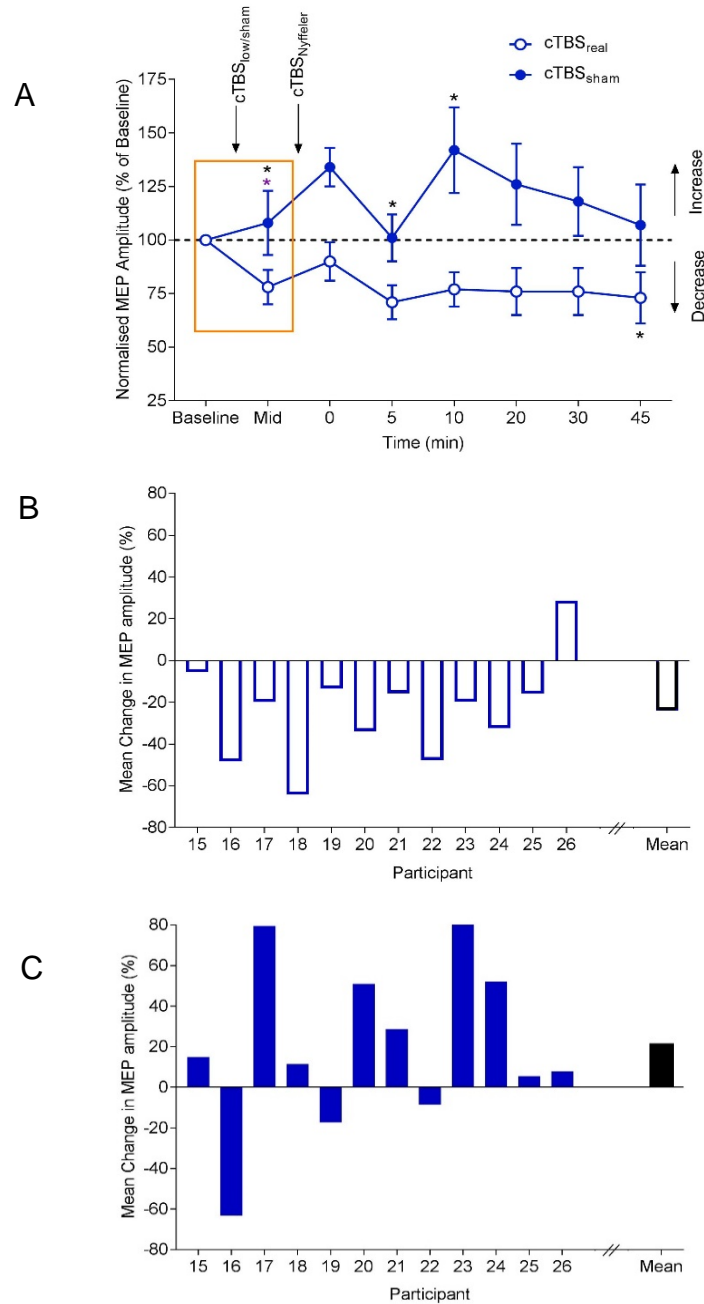 A
cTBSlow/sham
cTBSNyffeler
cTBSreal
cTBSsham
Normalised MEP Amplitude (% of Baseline)
175
150
125
100
75
50
25
*
*
*
*
*
Increase
Decrease
Baseline Mid 0 5 10 20 30 45
Time (min)
B
Mean Change in MEP amplitude (%)
80
60
40
20
0
-20
-40
-60
-80
15 16 17 18 19 20 21 22 23 24 25 26 // Mean
Participant
C
Mean Change in MEP amplitude (%)
80
60
40
20
0
-20
-40
-60
-80
15 16 17 18 19 20 21 22 23 24 25 26 // Mean
Participant